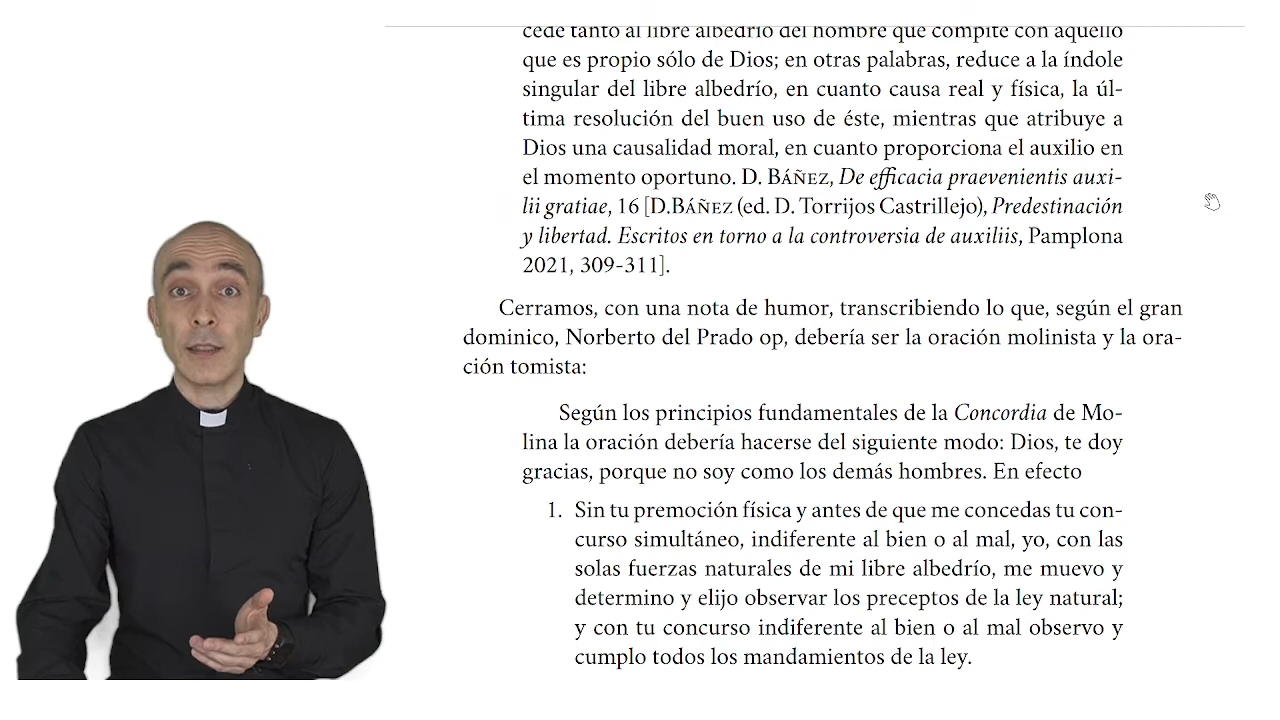 cede tanto al libre albedrío del hombre que compite con aquello
que es propio sólo de Dios; en otras palabras, reduce a la índole
singular del libre albedrío, en cuanto causa real y física, la úl-
tima resolución del buen uso de éste, mientras que atribuye a
Dios una causalidad moral, en cuanto proporciona el auxilio en
el momento oportuno. D. BÁÑEZ, De efficacia praevenientis auxi-
lii gratiae, 16 [D.BÁÑEZ (ed. D. Torrijos Castrillejo), Predestinación
y libertad. Escritos en torno a la controversia de auxiliis, Pamplona
2021, 309-311].
Cerramos, con una nota de humor, transcribiendo lo que, según el gran
dominico, Norberto del Prado op, debería ser la oración molinista y la ora-
ción tomista:
Según los principios fundamentales de la Concordia de Mo-
lina la oración debería hacerse del siguiente modo: Dios, te doy
gracias, porque no soy como los demás hombres. En efecto
1. Sin tu premoción física y antes de que me concedas tu con-
curso simultáneo, indiferente al bien o al mal, yo, con las
solas fuerzas naturales de mi libre albedrío, me muevo y
determino y elijo observar los preceptos de la ley natural;
y con tu concurso indiferente al bien o al mal observo y
cumplo todos los mandamientos de la ley.